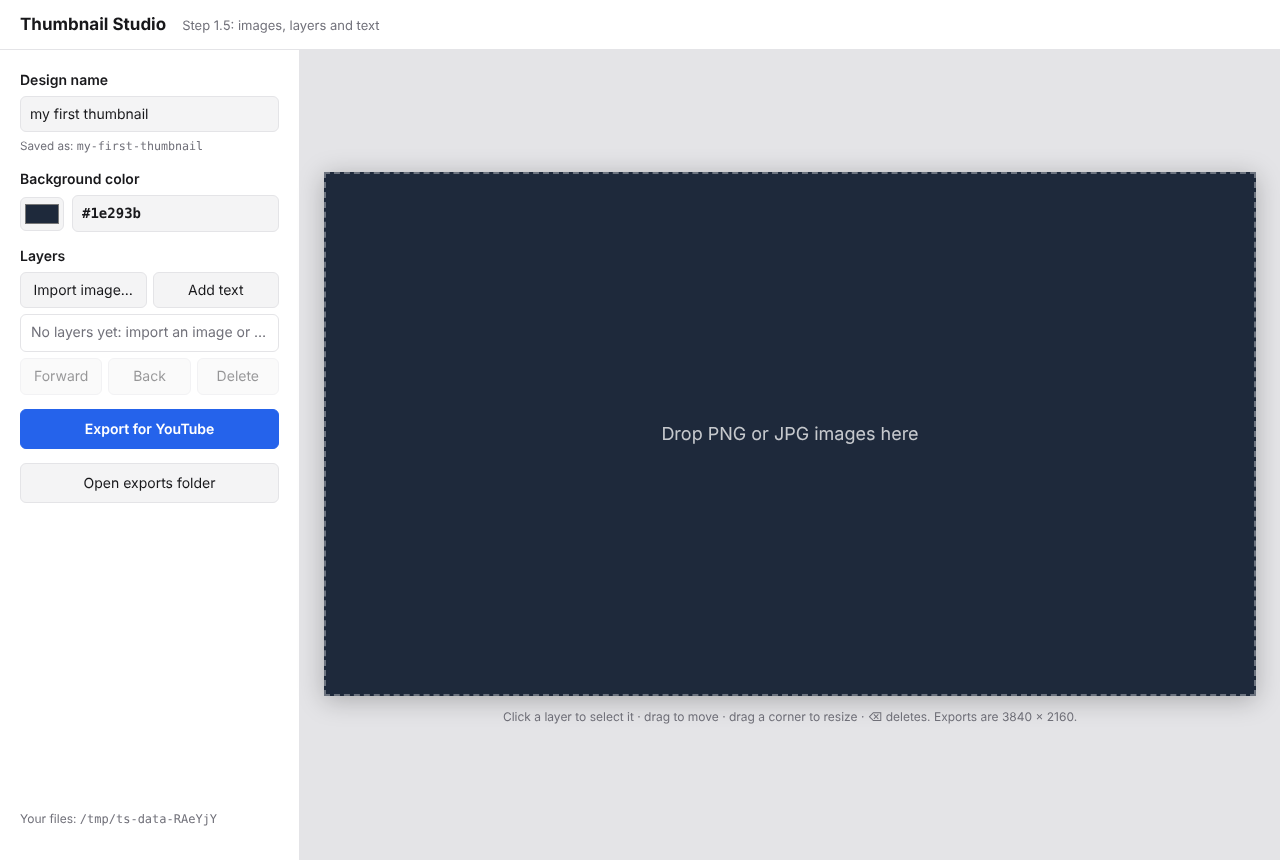 Thumbnail Studio Step 1.5: images, layers and text
Design name
my first thumbnail
Saved as: my-first-thumbnail
Background color
#1e293b
Layers
Import image... Add text
No layers yet: import an image or ...
Forward Back Delete
Export for YouTube
Open exports folder
Your files: /tmp/ts-data-RAeYjY
Drop PNG or JPG images here
Click a layer to select it · drag to move · drag a corner to resize · ⌫ deletes. Exports are 3840 × 2160.